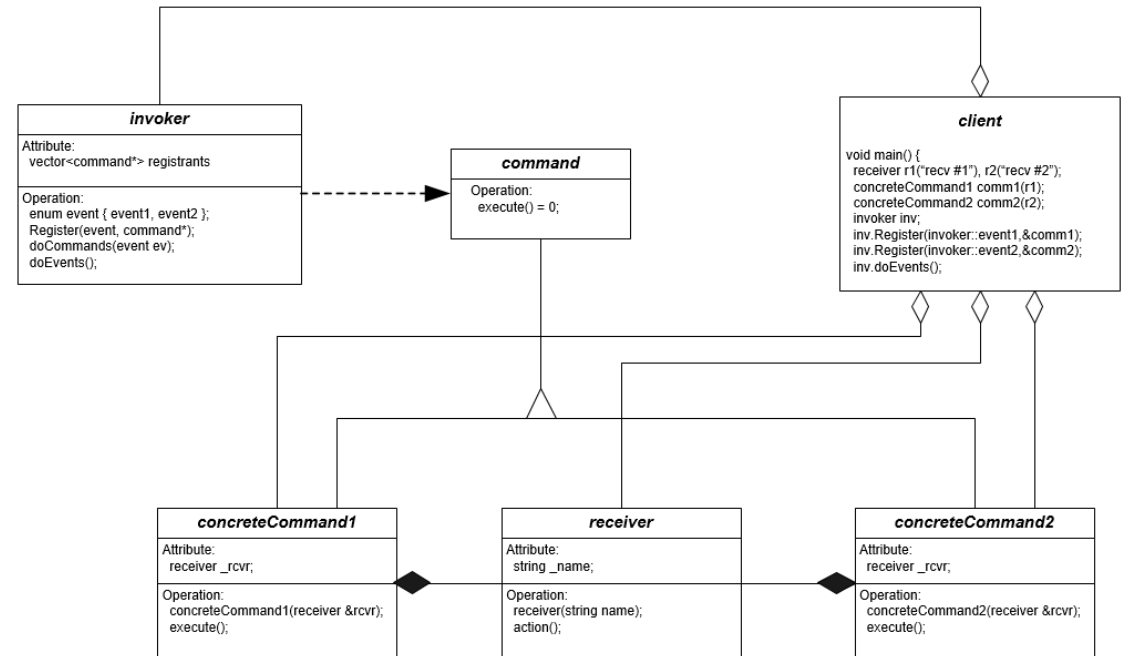 invoker
Attribute:
vector<command*> registrants
Operation:
enum event { event1, event2 };
Register(event, command*);
doCommands(event ev);
doEvents();
command
Operation:
execute() = 0;
client
void main() {
receiver r1(“recv #1”), r2(“recv #2”);
concreteCommand1 comm1(r1);
concreteCommand2 comm2(r2);
invoker inv;
inv.Register(invoker::event1,&comm1);
inv.Register(invoker::event2,&comm2);
inv.doEvents();
concreteCommand1
Attribute:
receiver _rcvr;
Operation:
concreteCommand1(receiver &rcvr);
execute();
receiver
Attribute:
string _name;
Operation:
receiver(string name);
action();
concreteCommand2
Attribute:
receiver _rcvr;
Operation:
concreteCommand2(receiver &rcvr);
execute();